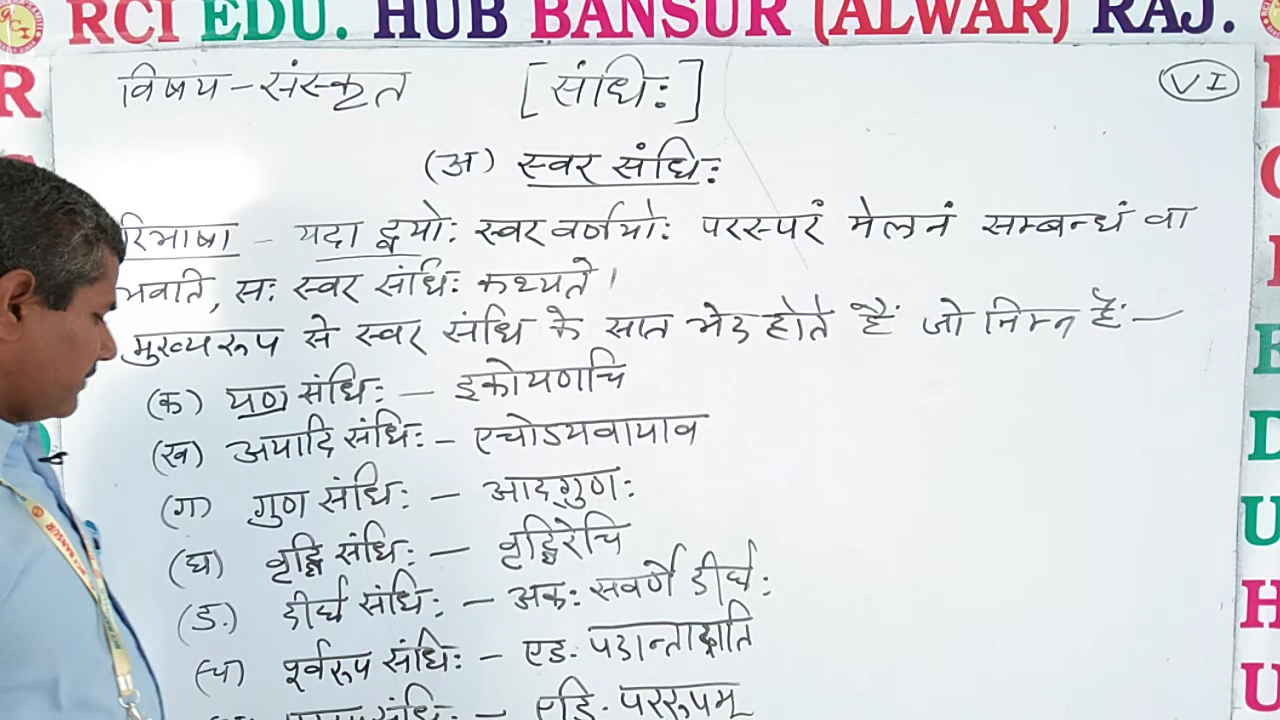 RCI EDU. HUB BANSUR (ALWAR) RAJ.
विषय - संस्कृत [संधिः] VI
(अ) स्वर संधिः
रिभाषा - यदा द्वयोः स्वर वर्णयोः परस्परं मेलनं सम्बन्धं वा
भवति, सः स्वर संधिः कथ्यते।
मुख्यरूप से स्वर संधि के सात भेद होते हैं जो निम्न हैं:—
(क) यण संधिः — इकोयणचि
(ख) अयादि संधिः - एचोऽयवायाव
(ग) गुण संधिः — आद्गुणः
(घ) वृद्धि संधिः — वृद्धिरेचि
(ङ) दीर्घ संधिः - अकः सवर्णे दीर्घः
(च) पूर्वरूप संधिः - एङः पदान्तादति
संधिः — एङि पररूपम्
R
E
D
U
H
U